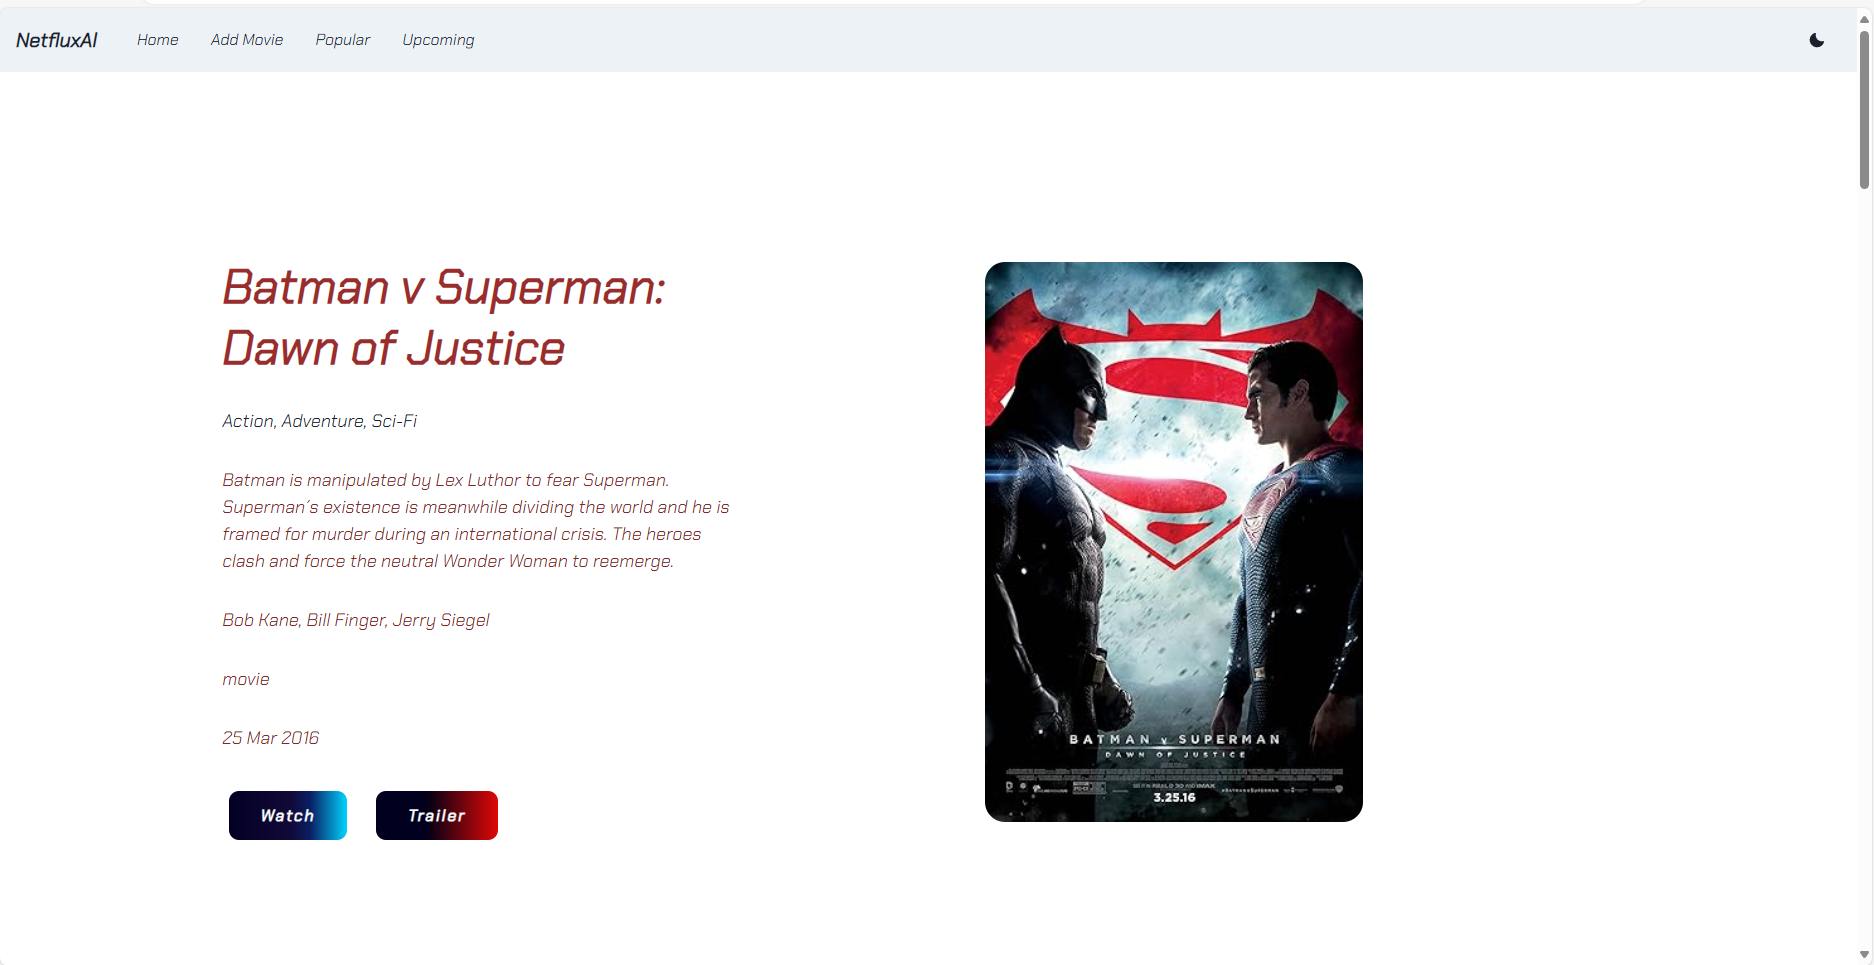 NetfluxAI
Home
Add Movie
Popular
Upcoming
Batman v Superman:
Dawn of Justice
Action, Adventure, Sci-Fi
Batman is manipulated by Lex Luthor to fear Superman.
Superman´s existence is meanwhile dividing the world and he is
framed for murder during an international crisis. The heroes
clash and force the neutral Wonder Woman to reemerge.
Bob Kane, Bill Finger, Jerry Siegel
movie
25 Mar 2016
Watch
Trailer
BATMAN v SUPERMAN
DAWN OF JUSTICE
3.25.16